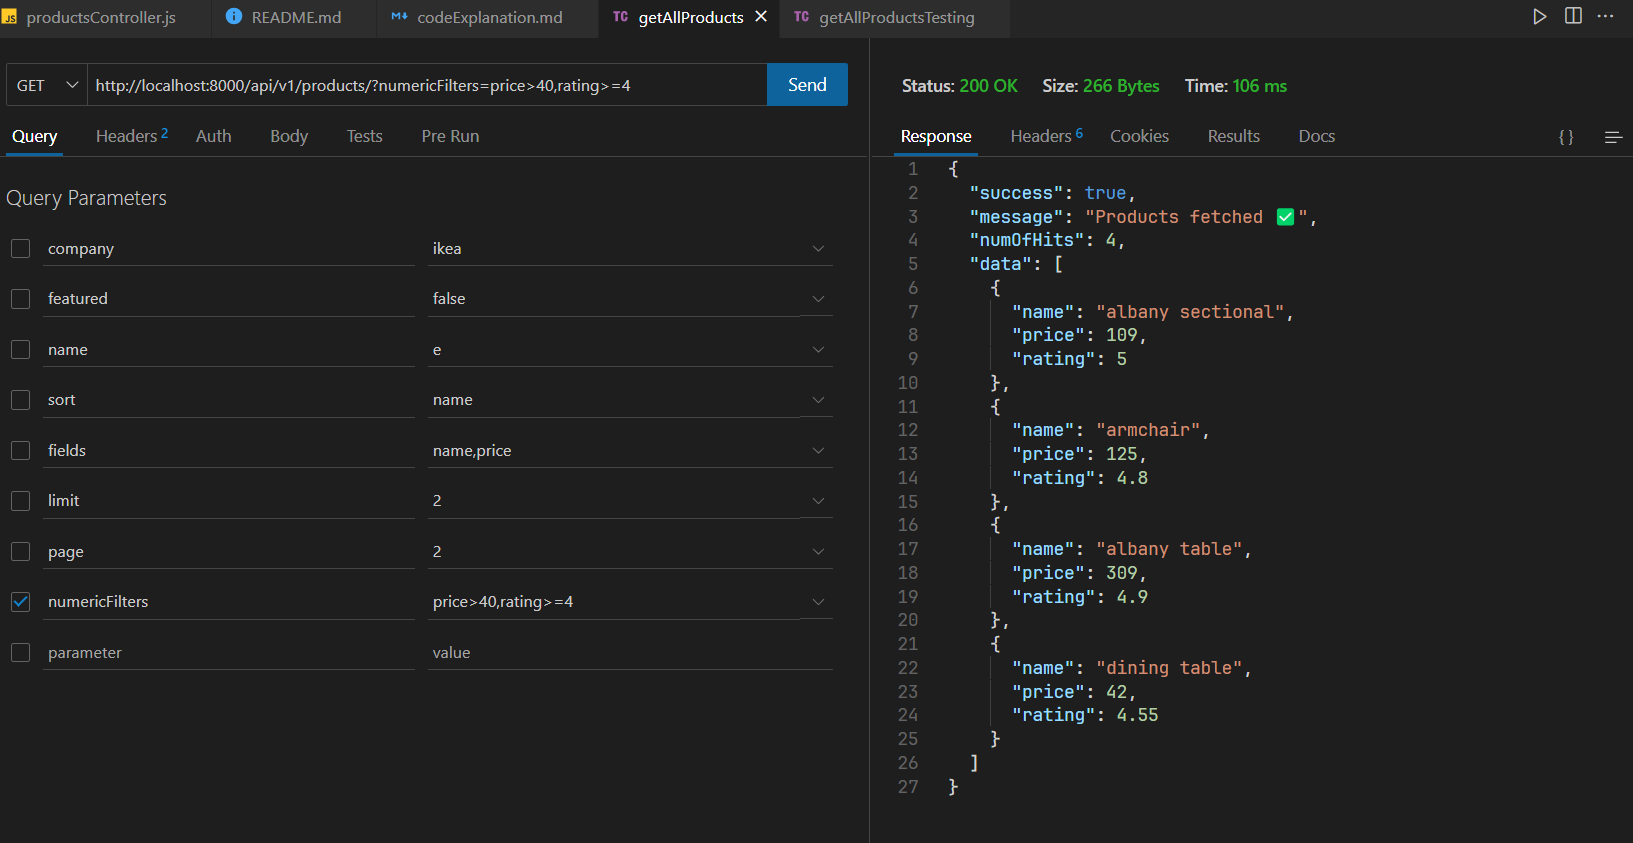 JS productsController.js README.md codeExplanation.md TC getAllProducts TC getAllProductsTesting
GET http://localhost:8000/api/v1/products/?numericFilters=price>40,rating>=4 Send
Query Headers 2 Auth Body Tests Pre Run
Query Parameters
company ikea
featured false
name e
sort name
fields name,price
limit 2
page 2
numericFilters price>40,rating>=4
parameter value
Status: 200 OK Size: 266 Bytes Time: 106 ms
Response Headers 6 Cookies Results Docs { }
1 {
2 "success": true,
3 "message": "Products fetched ✅",
4 "numOfHits": 4,
5 "data": [
6 {
7 "name": "albany sectional",
8 "price": 109,
9 "rating": 5
10 },
11 {
12 "name": "armchair",
13 "price": 125,
14 "rating": 4.8
15 },
16 {
17 "name": "albany table",
18 "price": 309,
19 "rating": 4.9
20 },
21 {
22 "name": "dining table",
23 "price": 42,
24 "rating": 4.55
25 }
26 ]
27 }